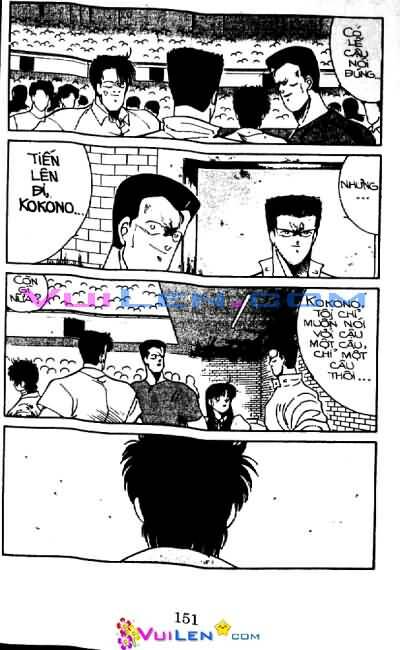 CÓ
LẼ
CẬU
NÓI
ĐÚNG...
TIẾN
LÊN
ĐI,
KOKONO...
NHƯNG
...
CÒN
GÌ
NỮA
KOKONO!
TÔI CHỈ
MUỐN NÓI
VỚI CẬU
MỘT CÂU,
CHỈ MỘT
CÂU
THÔI...
VUILEN.COM
151
VUILEN.COM